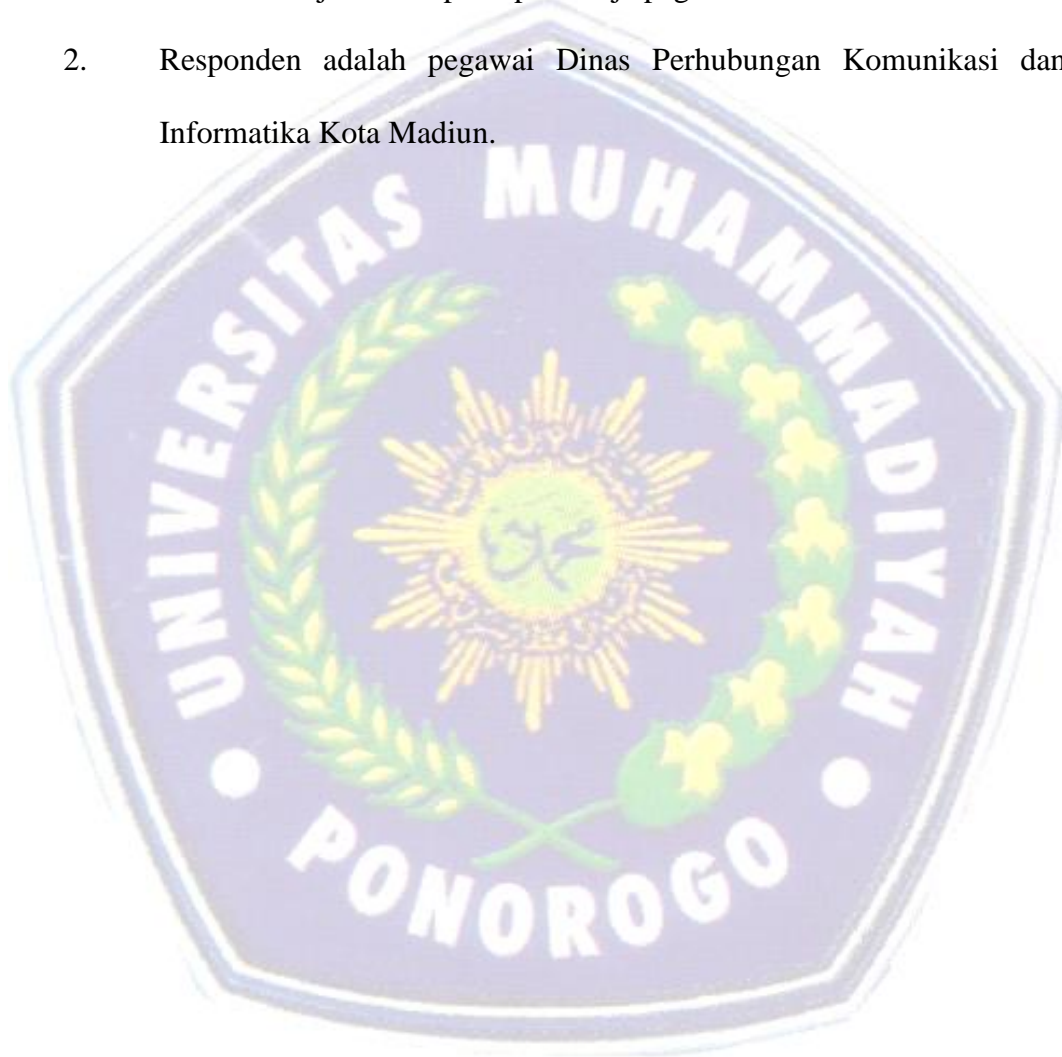 2. Responden adalah pegawai Dinas Perhubungan Komunikasi dan
Informatika Kota Madiun.
UNIVERSITAS MUHAMMADIYAH
PONOROGO